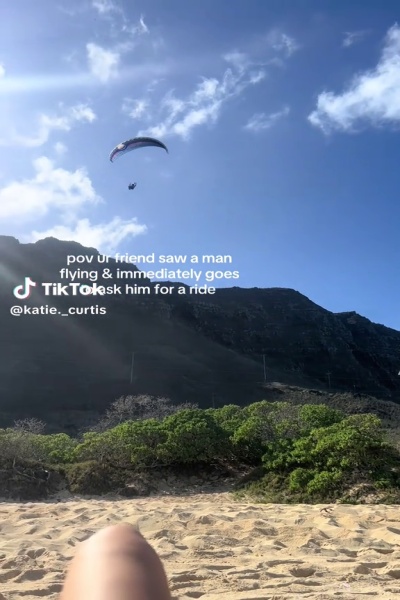 pov ur friend saw a man
flying & immediately goes
to ask him for a ride
TikTok
@katie._curtis